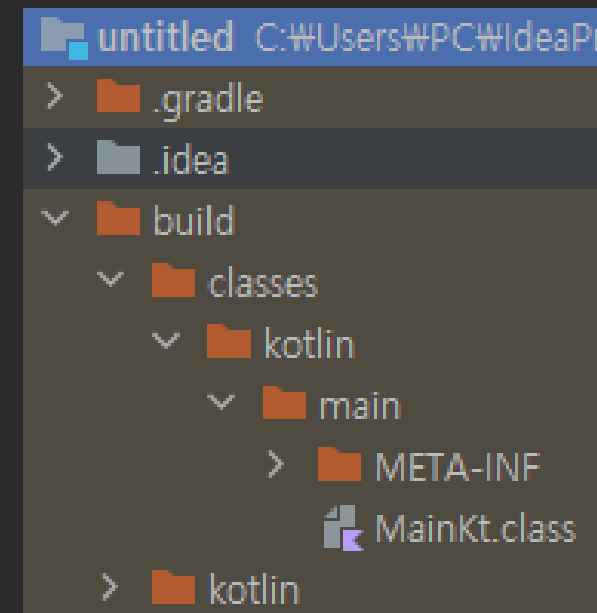 untitled C:₩Users₩PC₩IdeaPr
.gradle
.idea
build
classes
kotlin
main
META-INF
MainKt.class
kotlin